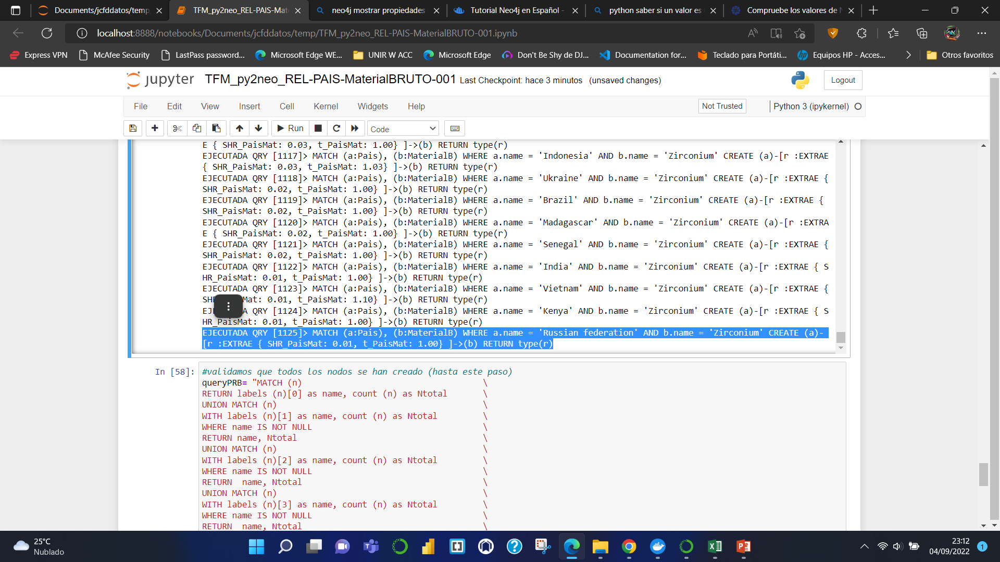 Documents/jcfddatos/temp
TFM_py2neo_REL-PAIS-Mat
neo4j mostrar propiedades
Tutorial Neo4j en Español -
python saber si un valor es
Compruebe los valores de N
localhost:8888/notebooks/Documents/jcfddatos/temp/TFM_py2neo_REL-PAIS-MaterialBRUTO-001.ipynb
Express VPN
McAfee Security
LastPass password...
Microsoft Edge WE...
UNIR W ACC
Microsoft Edge
Don't Be Shy de DJ...
Documentation for...
Teclado para Portáti...
Equipos HP - Acces...
Otros favoritos
jupyter TFM_py2neo_REL-PAIS-MaterialBRUTO-001 Last Checkpoint: hace 3 minutos (unsaved changes)
Logout
File Edit View Insert Cell Kernel Widgets Help
Not Trusted
Python 3 (ipykernel)
Run
Code
E { SHR_PaisMat: 0.03, t_PaisMat: 1.00} ]->(b) RETURN type(r)
EJECUTADA QRY [1117]> MATCH (a:Pais), (b:MaterialB) WHERE a.name = 'Indonesia' AND b.name = 'Zirconium' CREATE (a)-[r :EXTRAE
{ SHR_PaisMat: 0.03, t_PaisMat: 1.03} ]->(b) RETURN type(r)
EJECUTADA QRY [1118]> MATCH (a:Pais), (b:MaterialB) WHERE a.name = 'Ukraine' AND b.name = 'Zirconium' CREATE (a)-[r :EXTRAE {
SHR_PaisMat: 0.02, t_PaisMat: 1.00} ]->(b) RETURN type(r)
EJECUTADA QRY [1119]> MATCH (a:Pais), (b:MaterialB) WHERE a.name = 'Brazil' AND b.name = 'Zirconium' CREATE (a)-[r :EXTRAE {
SHR_PaisMat: 0.02, t_PaisMat: 1.00} ]->(b) RETURN type(r)
EJECUTADA QRY [1120]> MATCH (a:Pais), (b:MaterialB) WHERE a.name = 'Madagascar' AND b.name = 'Zirconium' CREATE (a)-[r :EXTRA
E { SHR_PaisMat: 0.02, t_PaisMat: 1.00} ]->(b) RETURN type(r)
EJECUTADA QRY [1121]> MATCH (a:Pais), (b:MaterialB) WHERE a.name = 'Senegal' AND b.name = 'Zirconium' CREATE (a)-[r :EXTRAE {
SHR_PaisMat: 0.02, t_PaisMat: 1.00} ]->(b) RETURN type(r)
EJECUTADA QRY [1122]> MATCH (a:Pais), (b:MaterialB) WHERE a.name = 'India' AND b.name = 'Zirconium' CREATE (a)-[r :EXTRAE { S
HR_PaisMat: 0.01, t_PaisMat: 1.00} ]->(b) RETURN type(r)
EJECUTADA QRY [1123]> MATCH (a:Pais), (b:MaterialB) WHERE a.name = 'Vietnam' AND b.name = 'Zirconium' CREATE (a)-[r :EXTRAE {
Mat: 0.01, t_PaisMat: 1.10} ]->(b) RETURN type(r)
A QRY [1124]> MATCH (a:Pais), (b:MaterialB) WHERE a.name = 'Kenya' AND b.name = 'Zirconium' CREATE (a)-[r :EXTRAE { S
HR_PaisMat: 0.01, t_PaisMat: 1.00} ]->(b) RETURN type(r)
EJECUTADA QRY [1125]> MATCH (a:Pais), (b:MaterialB) WHERE a.name = 'Russian federation' AND b.name = 'Zirconium' CREATE (a)-
[r :EXTRAE { SHR_PaisMat: 0.01, t_PaisMat: 1.00} ]->(b) RETURN type(r)
In [58]: #validamos que todos los nodos se han creado (hasta este paso)
queryPRB= "MATCH (n) \
RETURN labels (n)[0] as name, count (n) as Ntotal \
UNION MATCH (n) \
WITH labels (n)[1] as name, count (n) as Ntotal \
WHERE name IS NOT NULL \
RETURN name, Ntotal \
UNION MATCH (n) \
WITH labels (n)[2] as name, count (n) as Ntotal \
WHERE name IS NOT NULL \
RETURN  name, Ntotal \
UNION MATCH (n) \
WITH labels (n)[3] as name, count (n) as Ntotal \
WHERE name IS NOT NULL \
RETURN  name, Ntotal \
25°C
Nublado
23:12
04/09/2022
1